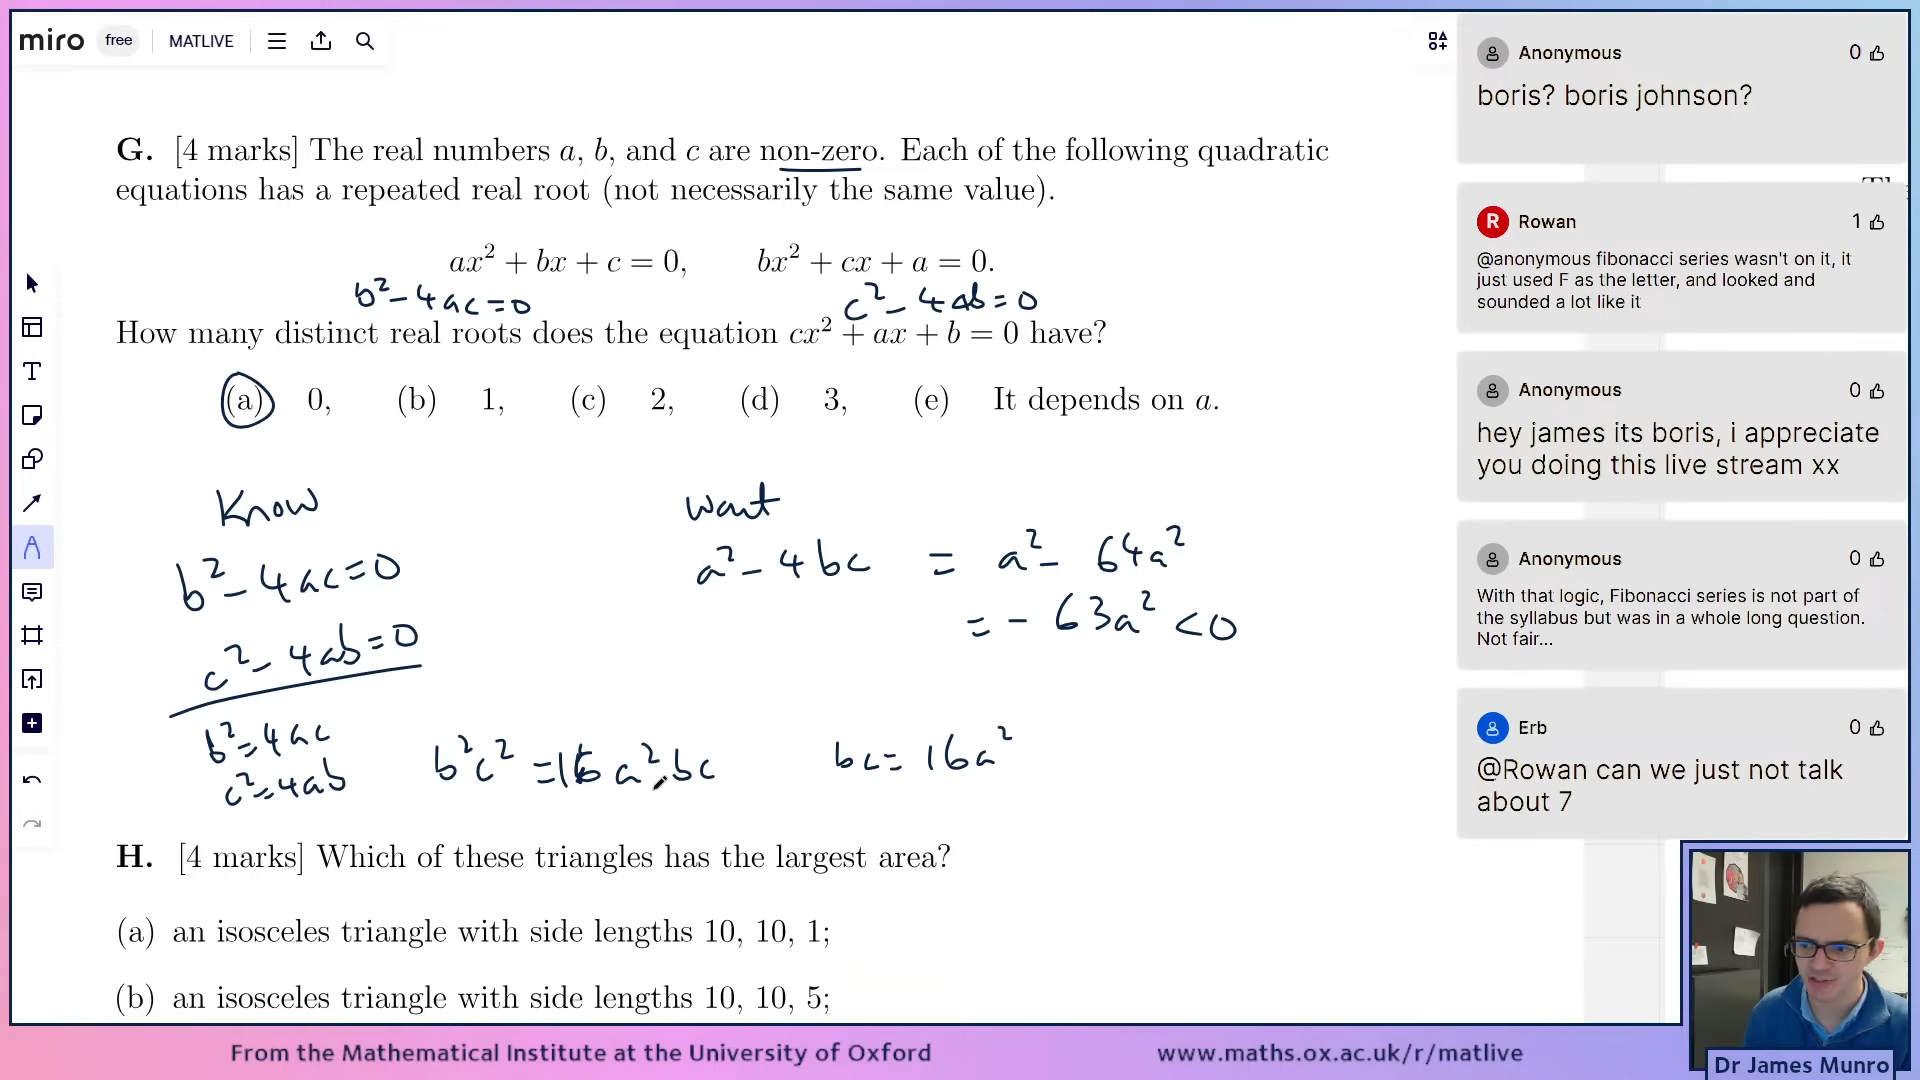 miro free MATLIVE
G. [4 marks] The real numbers a, b, and c are non-zero. Each of the following quadratic
equations has a repeated real root (not necessarily the same value).
ax² + bx + c = 0, bx² + cx + a = 0.
b² - 4ac = 0 c² - 4ab = 0
How many distinct real roots does the equation cx² + ax + b = 0 have?
(a) 0, (b) 1, (c) 2, (d) 3, (e) It depends on a.
Know
b² - 4ac = 0
c² - 4ab = 0
b² = 4ac
c² = 4ab
b²c² = 16a²bc
bc = 16a²
Want
a² - 4bc = a² - 64a²
= - 63a² < 0
H. [4 marks] Which of these triangles has the largest area?
(a) an isosceles triangle with side lengths 10, 10, 1;
(b) an isosceles triangle with side lengths 10, 10, 5;
Anonymous 0
boris? boris johnson?
R Rowan 1
@anonymous fibonacci series wasn't on it, it
just used F as the letter, and looked and
sounded a lot like it
Anonymous 0
hey james its boris, i appreciate
you doing this live stream xx
Anonymous 0
With that logic, Fibonacci series is not part of
the syllabus but was in a whole long question.
Not fair...
Erb 0
@Rowan can we just not talk
about 7
From the Mathematical Institute at the University of Oxford
www.maths.ox.ac.uk/r/matlive
Dr James Munro